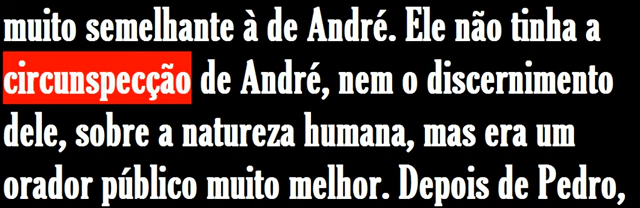 muito semelhante à de André. Ele não tinha a
circunspecção de André, nem o discernimento
dele, sobre a natureza humana, mas era um
orador público muito melhor. Depois de Pedro,